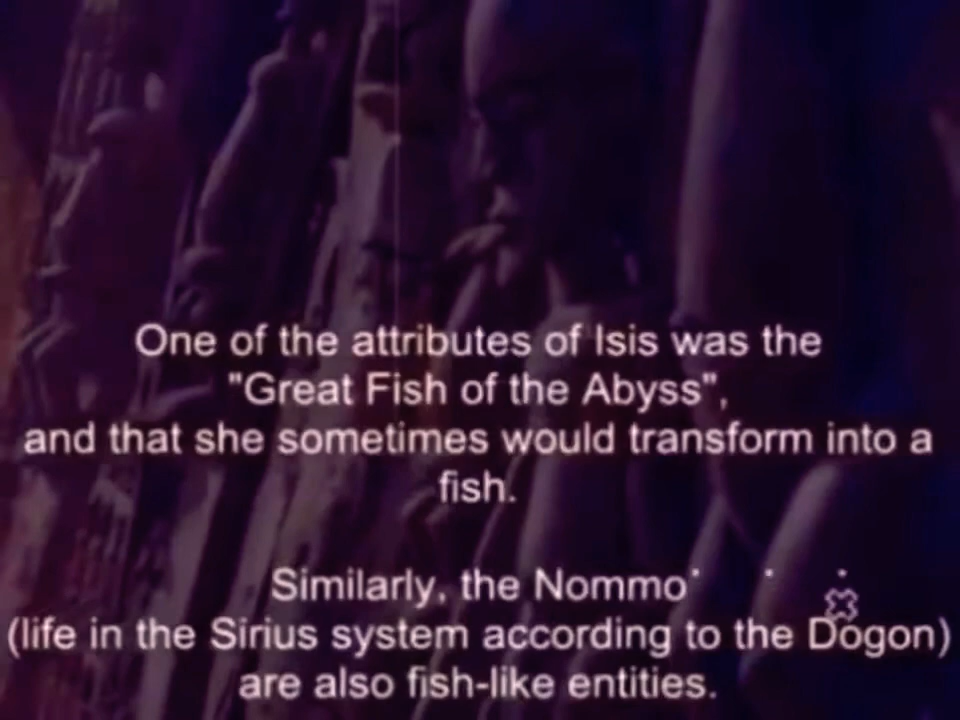 One of the attributes of Isis was the
"Great Fish of the Abyss",
and that she sometimes would transform into a
fish.
Similarly, the Nommo
(life in the Sirius system according to the Dogon)
are also fish-like entities.